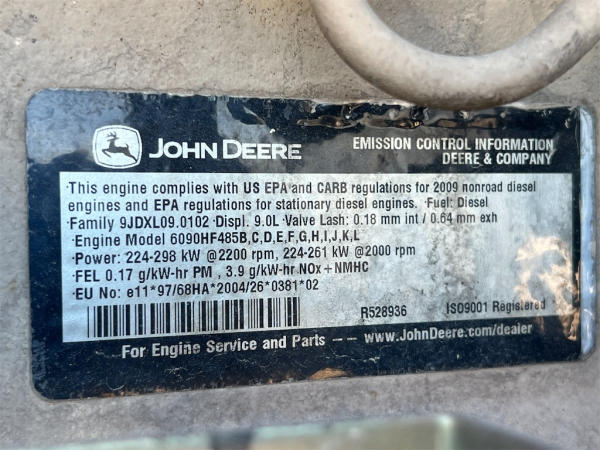 JOHN DEERE
EMISSION CONTROL INFORMATION
DEERE & COMPANY
·This engine complies with US EPA and CARB regulations for 2009 nonroad diesel
engines and EPA regulations for stationary diesel engines. ·Fuel: Diesel
·Family 9JDXL09.0102 ·Displ. 9.0L ·Valve Lash: 0.18 mm int / 0.64 mm exh
·Engine Model 6090HF485B,C,D,E,F,G,H,I,J,K,L
·Power: 224-298 kW @2200 rpm, 224-261 kW @2000 rpm
·FEL 0.17 g/kW-hr PM , 3.9 g/kW-hr NOx+NMHC
·EU No: e11*97/68HA*2004/26*0381*02
R528936 ISO9001 Registered
For Engine Service and Parts –– www.JohnDeere.com/dealer